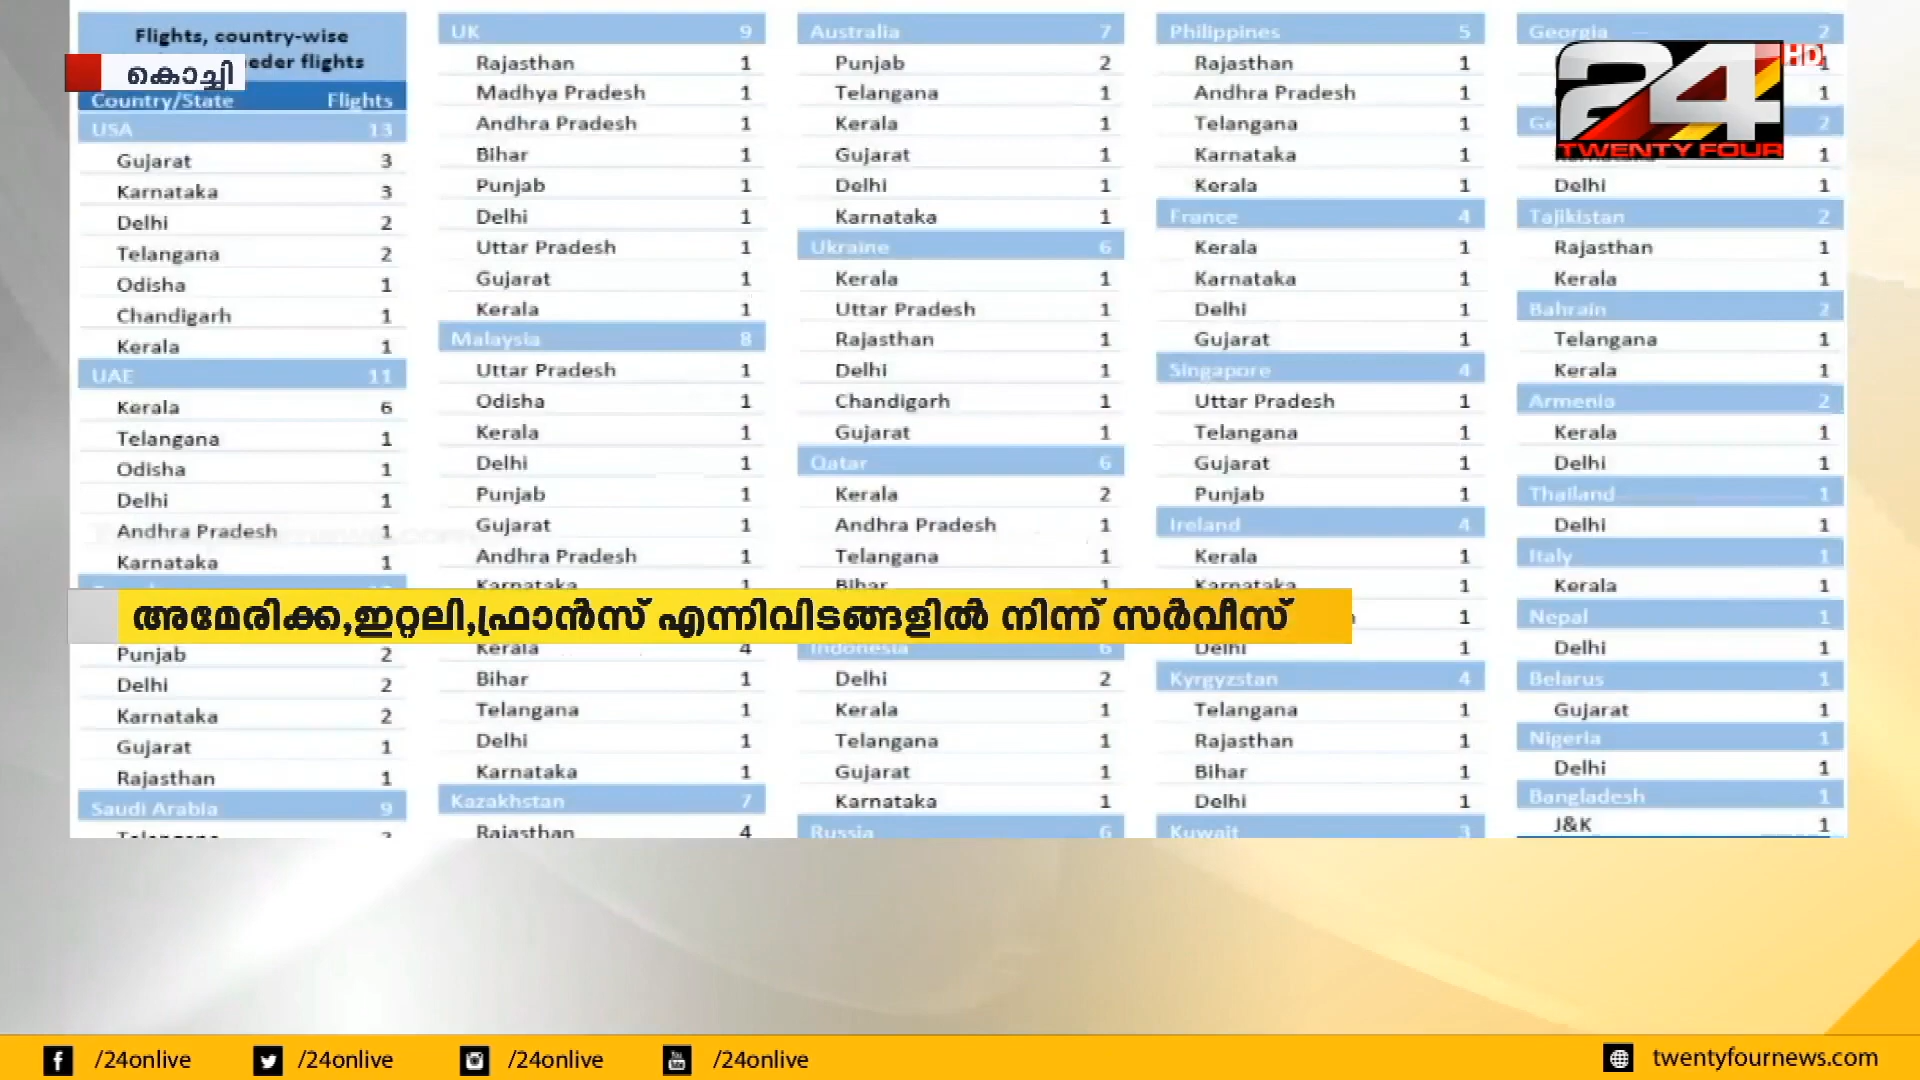 Flights, country-wise
flights
കൊച്ചി
Country/State Flights
USA 13
Gujarat 3
Karnataka 3
Delhi 2
Telangana 2
Odisha 1
Chandigarh 1
Kerala 1
UAE 11
Kerala 6
Telangana 1
Odisha 1
Delhi 1
Andhra Pradesh 1
Karnataka 1
Punjab 2
Delhi 2
Karnataka 2
Gujarat 1
Rajasthan 1
Saudi Arabia 9
UK 9
Rajasthan 1
Madhya Pradesh 1
Andhra Pradesh 1
Bihar 1
Punjab 1
Delhi 1
Uttar Pradesh 1
Gujarat 1
Kerala 1
Malaysia 8
Uttar Pradesh 1
Odisha 1
Kerala 1
Delhi 1
Punjab 1
Gujarat 1
Andhra Pradesh 1
Karnataka 1
Kerala 4
Bihar 1
Telangana 1
Delhi 1
Karnataka 1
Kazakhstan 7
Rajasthan 4
Australia 7
Punjab 2
Telangana 1
Kerala 1
Gujarat 1
Delhi 1
Karnataka 1
Ukraine 6
Kerala 1
Uttar Pradesh 1
Rajasthan 1
Delhi 1
Chandigarh 1
Gujarat 1
Qatar 6
Kerala 2
Andhra Pradesh 1
Telangana 1
Bihar 1
Indonesia 6
Delhi 2
Kerala 1
Telangana 1
Gujarat 1
Karnataka 1
Russia 6
Philippines 5
Rajasthan 1
Andhra Pradesh 1
Telangana 1
Karnataka 1
Kerala 1
France 4
Kerala 1
Karnataka 1
Delhi 1
Gujarat 1
Singapore 4
Uttar Pradesh 1
Telangana 1
Gujarat 1
Punjab 1
Ireland 4
Kerala 1
Karnataka 1
1
Delhi 1
Kyrgyzstan 4
Telangana 1
Rajasthan 1
Bihar 1
Delhi 1
Kuwait 3
Georgia 2
1
1
2
Karnataka 1
Delhi 1
Tajikistan 2
Rajasthan 1
Kerala 1
Bahrain 2
Telangana 1
Kerala 1
Armenia 2
Kerala 1
Delhi 1
Thailand 1
Delhi 1
Italy 1
Kerala 1
Nepal 1
Delhi 1
Belarus 1
Gujarat 1
Nigeria 1
Delhi 1
Bangladesh 1
J&K 1
24 HD
TWENTY FOUR
അമേരിക്ക,ഇറ്റലി,ഫ്രാൻസ് എന്നിവിടങ്ങളിൽ നിന്ന് സർവീസ്
/24onlive /24onlive /24onlive /24onlive twentyfournews.com